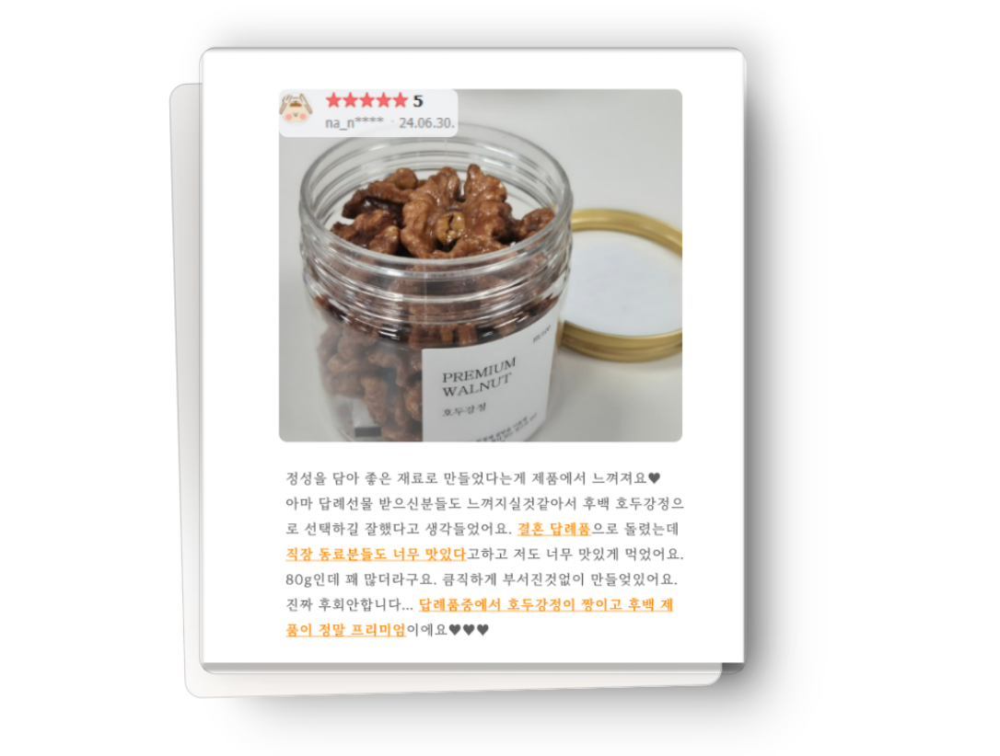 ★★★★★ 5
na_n**** · 24.06.30.
PREMIUM
WALNUT
호두강정
정성을 담아 좋은 재료로 만들었다는게 제품에서 느껴져요♥
아마 답례선물 받으신분들도 느껴지실것같아서 후백 호두강정으
로 선택하길 잘했다고 생각들었어요. 결혼 답례품으로 돌렸는데
직장 동료분들도 너무 맛있다고하고 저도 너무 맛있게 먹었어요.
80g인데 꽤 많더라구요. 큼직하게 부서진것없이 만들엊있어요.
진짜 후회안합니다... 답례품중에서 호두강정이 짱이고 후백 제
품이 정말 프리미엄이에요♥♥♥